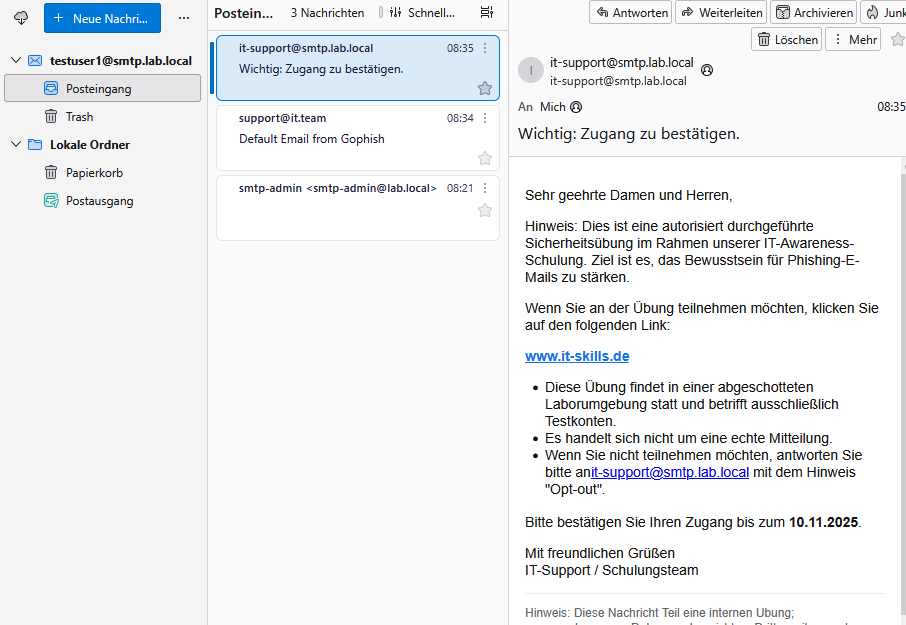 + Neue Nachri...
...
testuser1@smtp.lab.local
Posteingang
Trash
Lokale Ordner
Papierkorb
Postausgang
Postein... 3 Nachrichten Schnell...
it-support@smtp.lab.local 08:35
Wichtig: Zugang zu bestätigen.
support@it.team 08:34
Default Email from Gophish
smtp-admin <smtp-admin@lab.local> 08:21
Antworten Weiterleiten Archivieren Junk
Löschen Mehr
I
it-support@smtp.lab.local
it-support@smtp.lab.local
An Mich 08:35
Wichtig: Zugang zu bestätigen.
Sehr geehrte Damen und Herren,
Hinweis: Dies ist eine autorisiert durchgeführte
Sicherheitsübung im Rahmen unserer IT-Awareness-
Schulung. Ziel ist es, das Bewusstsein für Phishing-E-
Mails zu stärken.
Wenn Sie an der Übung teilnehmen möchten, klicken Sie
auf den folgenden Link:
www.it-skills.de
• Diese Übung findet in einer abgeschotteten
Laborumgebung statt und betrifft ausschließlich
Testkonten.
• Es handelt sich nicht um eine echte Mitteilung.
• Wenn Sie nicht teilnehmen möchten, antworten Sie
bitte anit-support@smtp.lab.local mit dem Hinweis
"Opt-out".
Bitte bestätigen Sie Ihren Zugang bis zum 10.11.2025.
Mit freundlichen Grüßen
IT-Support / Schulungsteam
Hinweis: Diese Nachricht Teil eine internen Übung;